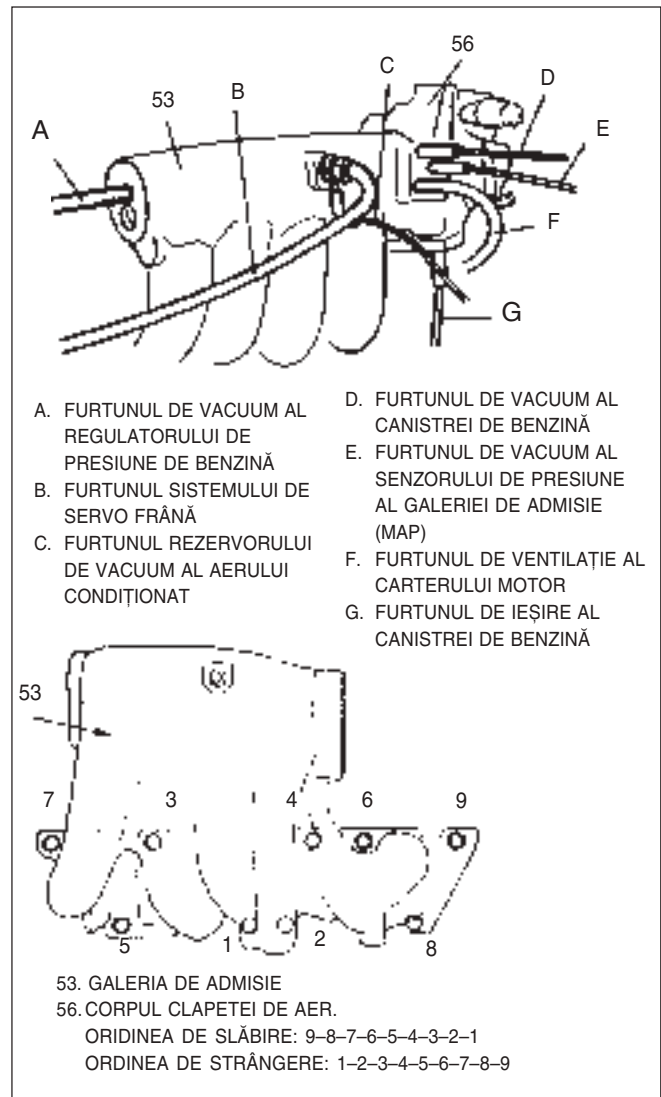 C
56
D
53
B
A
E
F
G
A. FURTUNUL DE VACUUM AL
REGULATORULUI DE
PRESIUNE DE BENZINĂ
B. FURTUNUL SISTEMULUI DE
SERVO FRÂNĂ
C. FURTUNUL REZERVORULUI
DE VACUUM AL AERULUI
CONDIȚIONAT
D. FURTUNUL DE VACUUM AL
CANISTREI DE BENZINĂ
E. FURTUNUL DE VACUUM AL
SENZORULUI DE PRESIUNE
AL GALERIEI DE ADMISIE
(MAP)
F. FURTUNUL DE VENTILAȚIE AL
CARTERULUI MOTOR
G. FURTUNUL DE IEȘIRE AL
CANISTREI DE BENZINĂ
53
7
3
4
6
9
5
1
2
8
53. GALERIA DE ADMISIE
56. CORPUL CLAPETEI DE AER.
ORIDINEA DE SLĂBIRE: 9–8–7–6–5–4–3–2–1
ORDINEA DE STRÂNGERE: 1–2–3–4–5–6–7–8–9